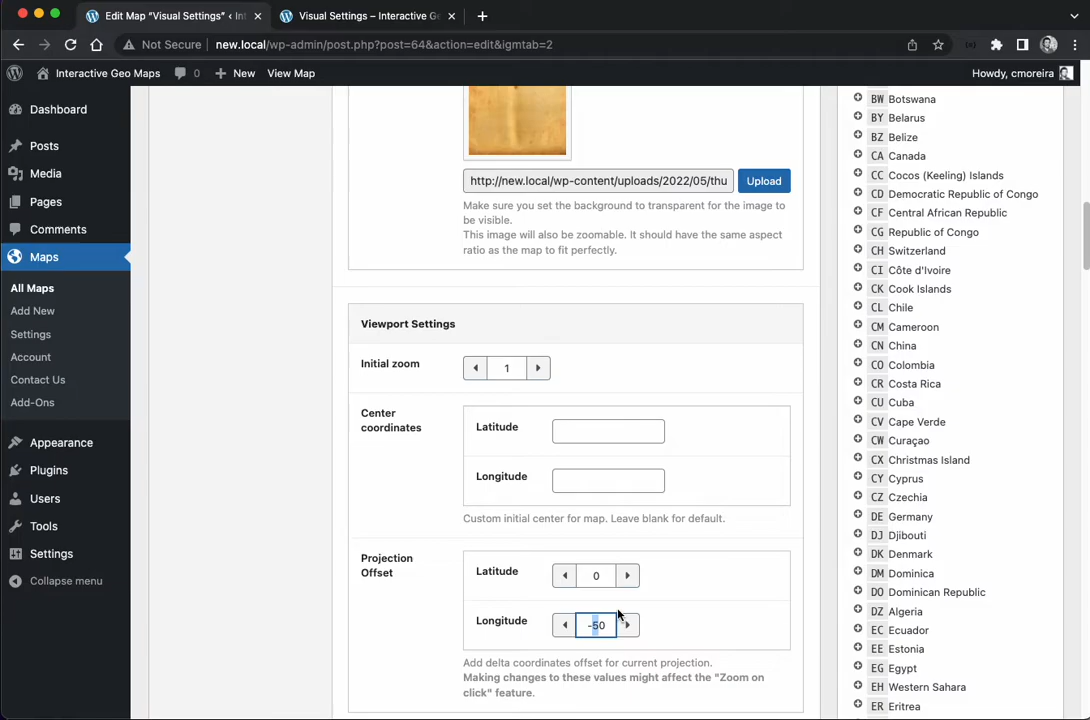 Edit Map "Visual Settings" ‹ Int
Visual Settings – Interactive Ge
Not Secure
new.local/wp-admin/post.php?post=64&action=edit&igmtab=2
Interactive Geo Maps
0
New
View Map
Howdy, cmoreira
Dashboard
Posts
Media
Pages
Comments
Maps
All Maps
Add New
Settings
Account
Contact Us
Add-Ons
Appearance
Plugins
Users
Tools
Settings
Collapse menu
http://new.local/wp-content/uploads/2022/05/thu
Upload
Make sure you set the background to transparent for the image to
be visible.
This image will also be zoomable. It should have the same aspect
ratio as the map to fit perfectly.
Viewport Settings
Initial zoom
1
Center
coordinates
Latitude
Longitude
Custom initial center for map. Leave blank for default.
Projection
Offset
Latitude
0
Longitude
-50
Add delta coordinates offset for current projection.
Making changes to these values might affect the "Zoom on
click" feature.
BW Botswana
BY Belarus
BZ Belize
CA Canada
CC Cocos (Keeling) Islands
CD Democratic Republic of Congo
CF Central African Republic
CG Republic of Congo
CH Switzerland
CI Côte d'Ivoire
CK Cook Islands
CL Chile
CM Cameroon
CN China
CO Colombia
CR Costa Rica
CU Cuba
CV Cape Verde
CW Curaçao
CX Christmas Island
CY Cyprus
CZ Czechia
DE Germany
DJ Djibouti
DK Denmark
DM Dominica
DO Dominican Republic
DZ Algeria
EC Ecuador
EE Estonia
EG Egypt
EH Western Sahara
ER Eritrea